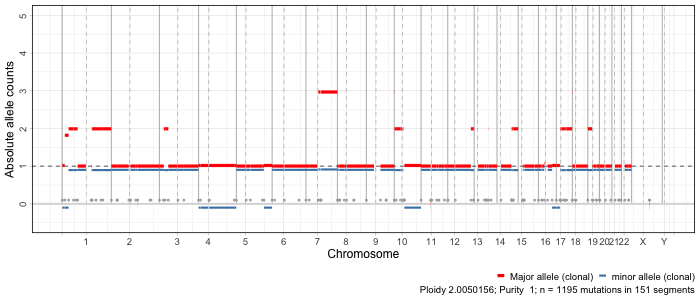 Absolute allele counts
5
4
3
2
1
0
1 2 3 4 5 6 7 8 9 10 11 12 13 14 15 16 17 18 19 20 21 22 X Y
Chromosome
Major allele (clonal) minor allele (clonal)
Ploidy 2.0050156; Purity 1; n = 1195 mutations in 151 segments